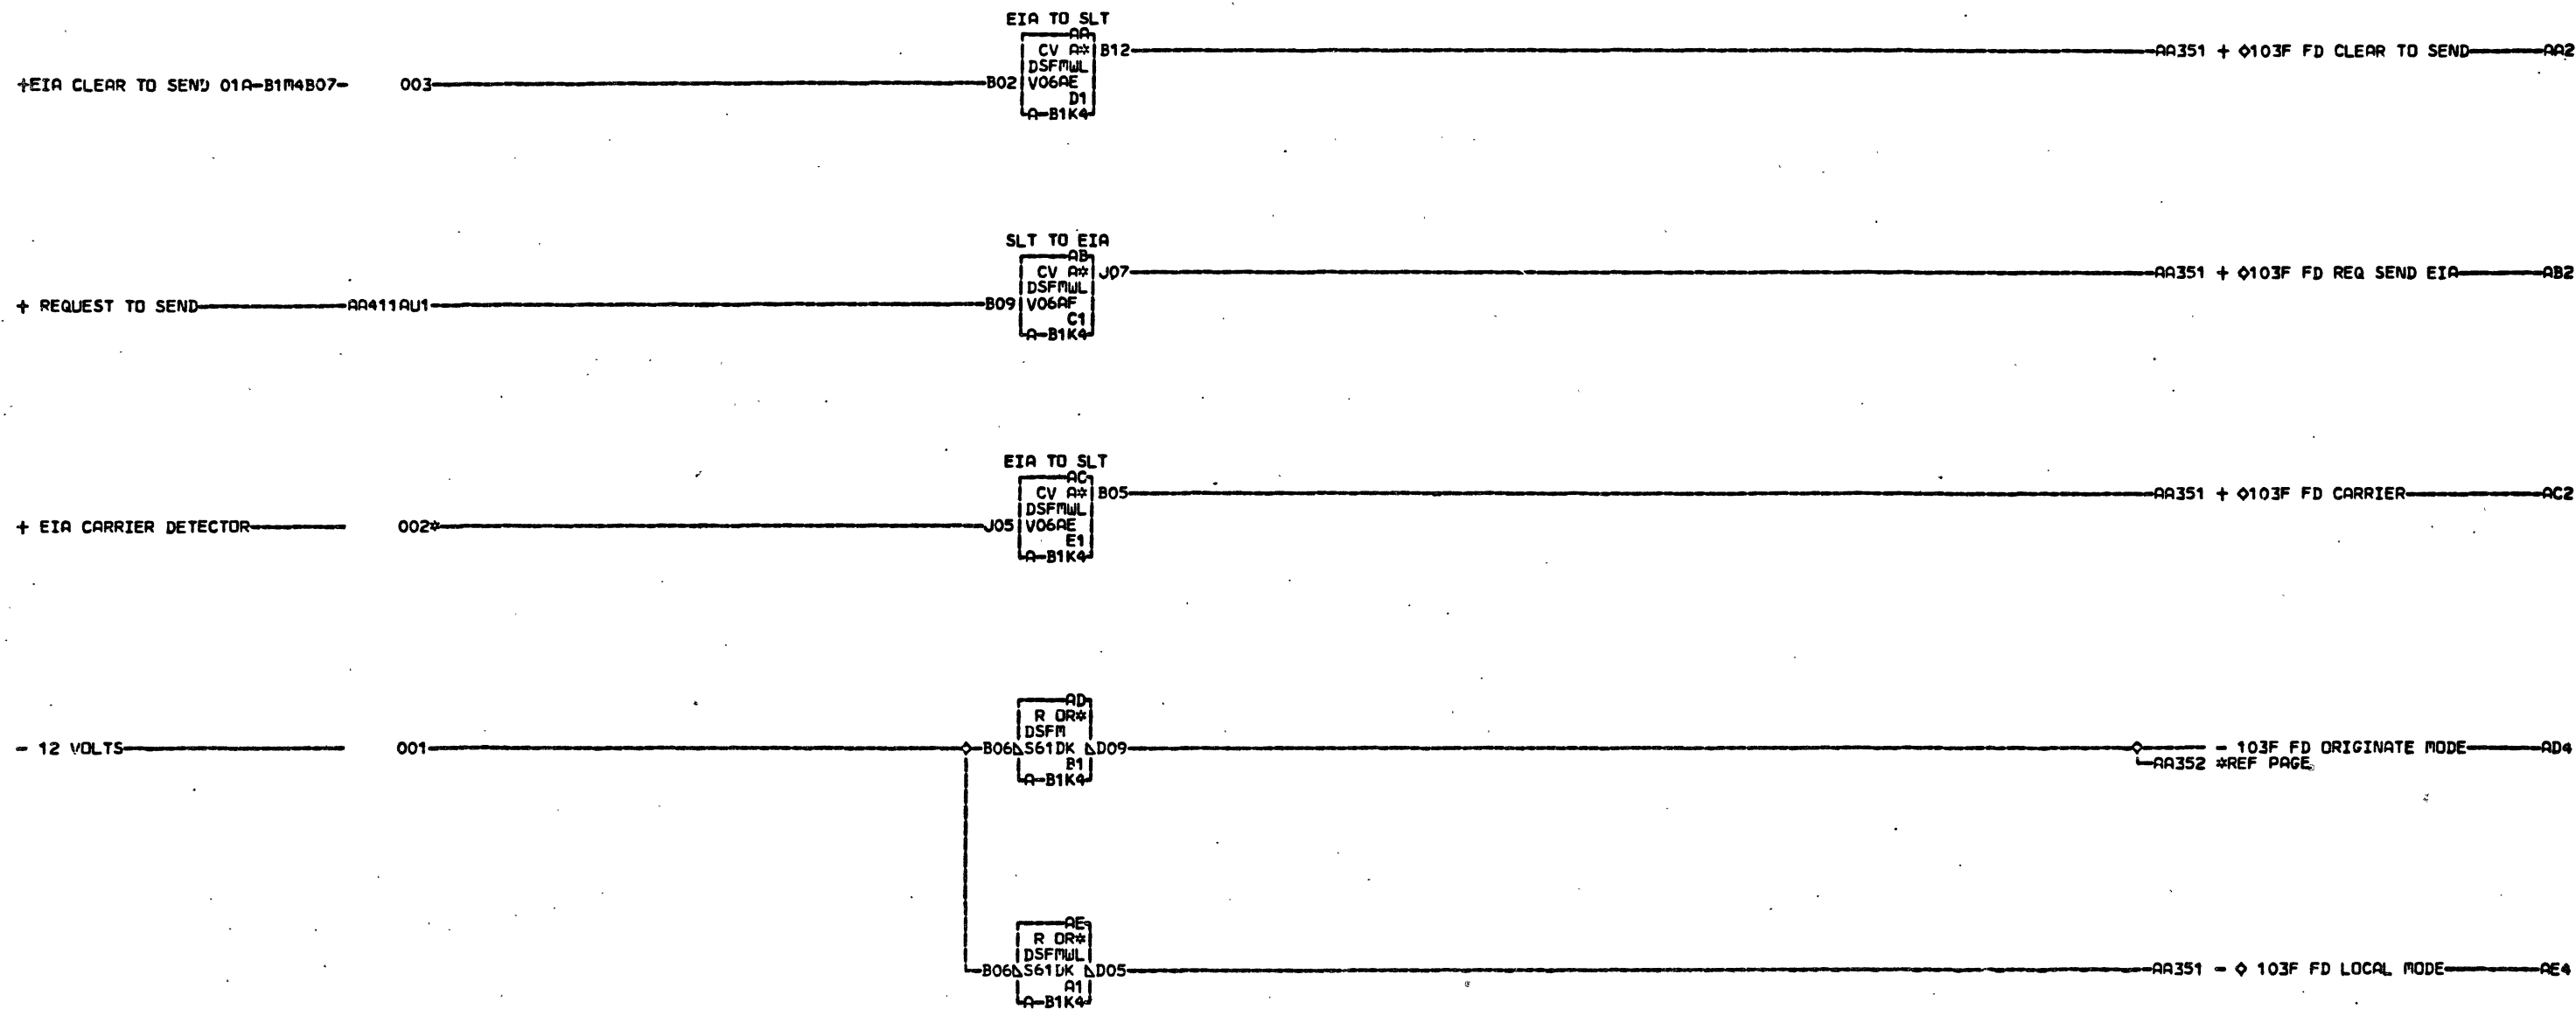 EIA TO SLT
AA
CV A* B12 AA351 + ◇103F FD CLEAR TO SEND AA2
DSFMWL
+EIA CLEAR TO SEND 01A-B1M4B07- 003 B02 V06AE
D1
A-B1K4
SLT TO EIA
AB
CV A* J07 AA351 + ◇103F FD REQ SEND EIA AB2
DSFMWL
+ REQUEST TO SEND AA411AU1 B09 V06AF
C1
A-B1K4
EIA TO SLT
AC
CV A* B05 AA351 + ◇103F FD CARRIER AC2
DSFMWL
+ EIA CARRIER DETECTOR 002* J05 V06AE
E1
A-B1K4
AD
R OR*
DSFM
- 12 VOLTS 001 B06 S61DK D09 - 103F FD ORIGINATE MODE AD4
B1 AA352 *REF PAGE
A-B1K4
AE
R OR*
DSFMWL
B06 S61DK D05 AA351 - ◇ 103F FD LOCAL MODE AE4
A1
A-B1K4